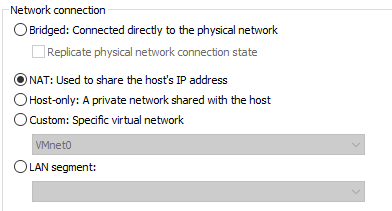 Network connection
Bridged: Connected directly to the physical network
Replicate physical network connection state
NAT: Used to share the host's IP address
Host-only: A private network shared with the host
Custom: Specific virtual network
VMnet0
LAN segment: